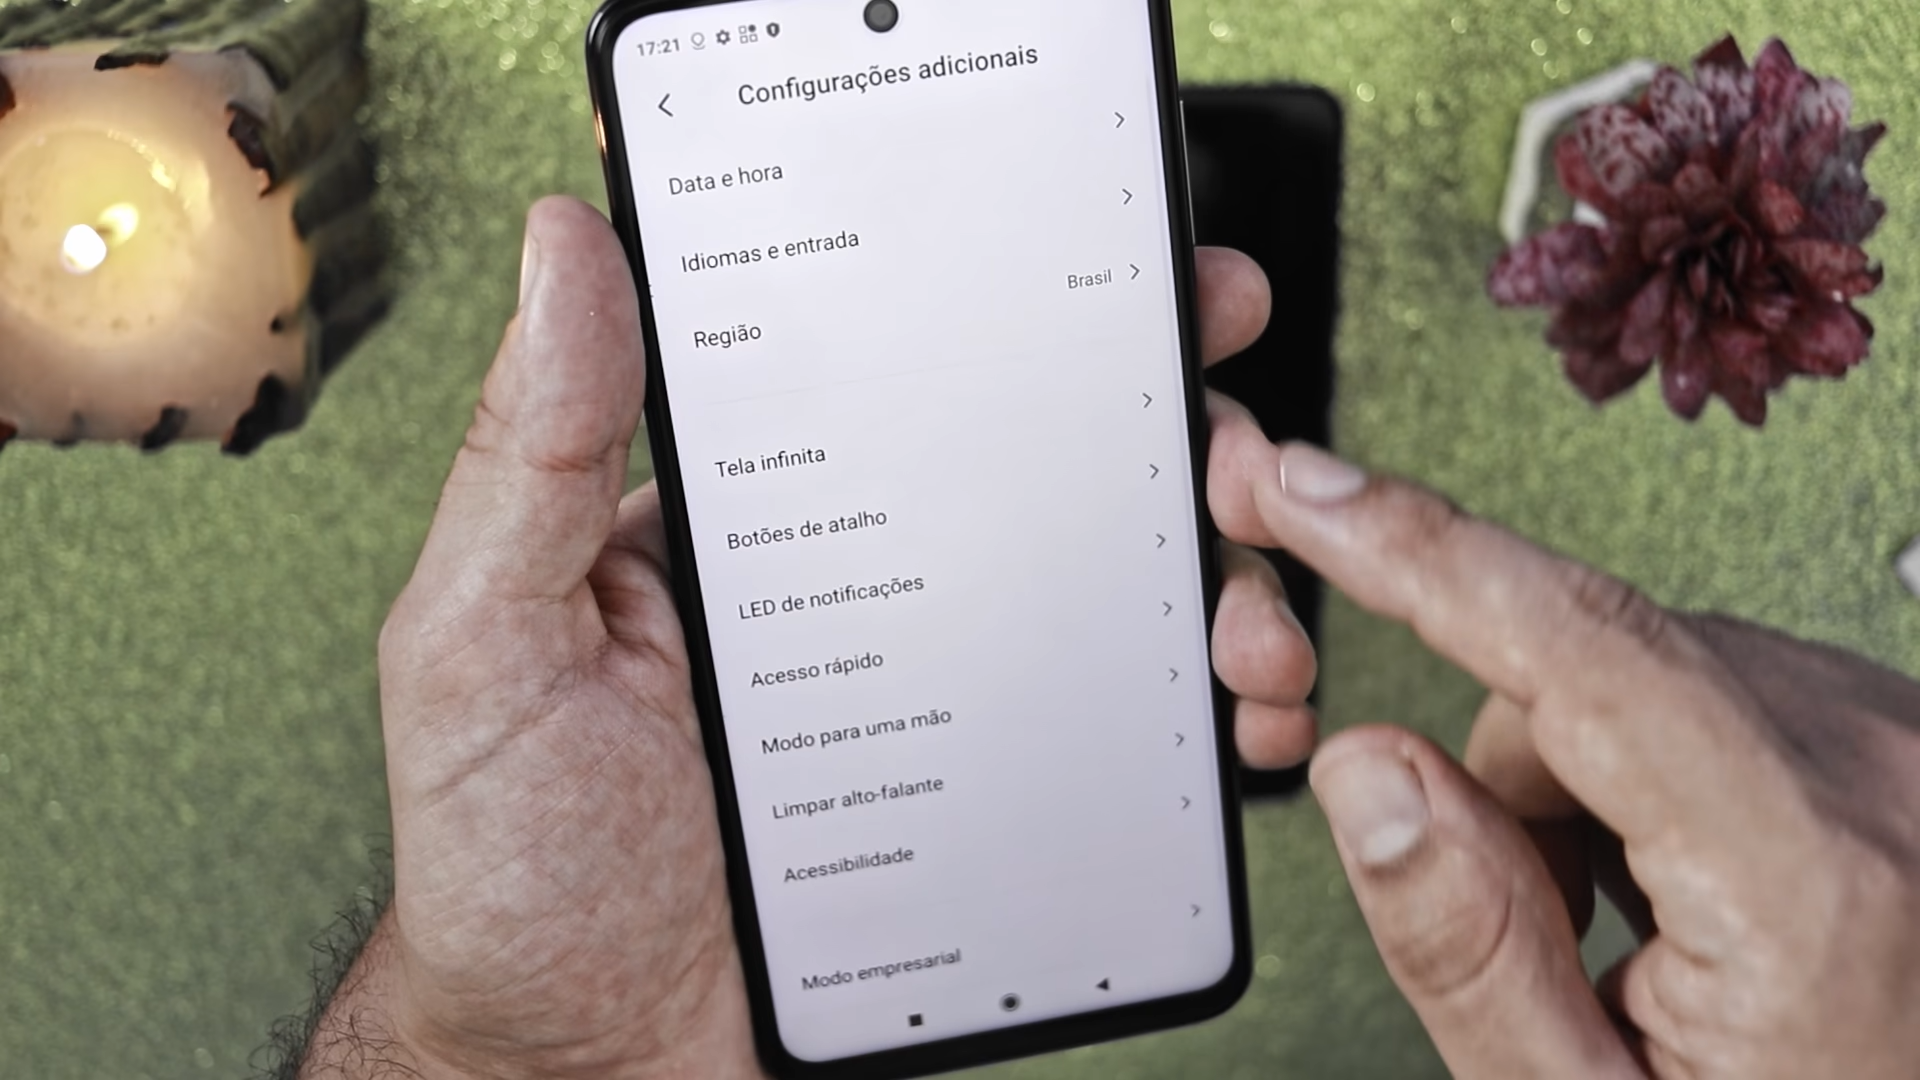 17:21
Configurações adicionais
Data e hora
Idiomas e entrada
Região
Brasil
Tela infinita
Botões de atalho
LED de notificações
Acesso rápido
Modo para uma mão
Limpar alto-falante
Acessibilidade
Modo empresarial